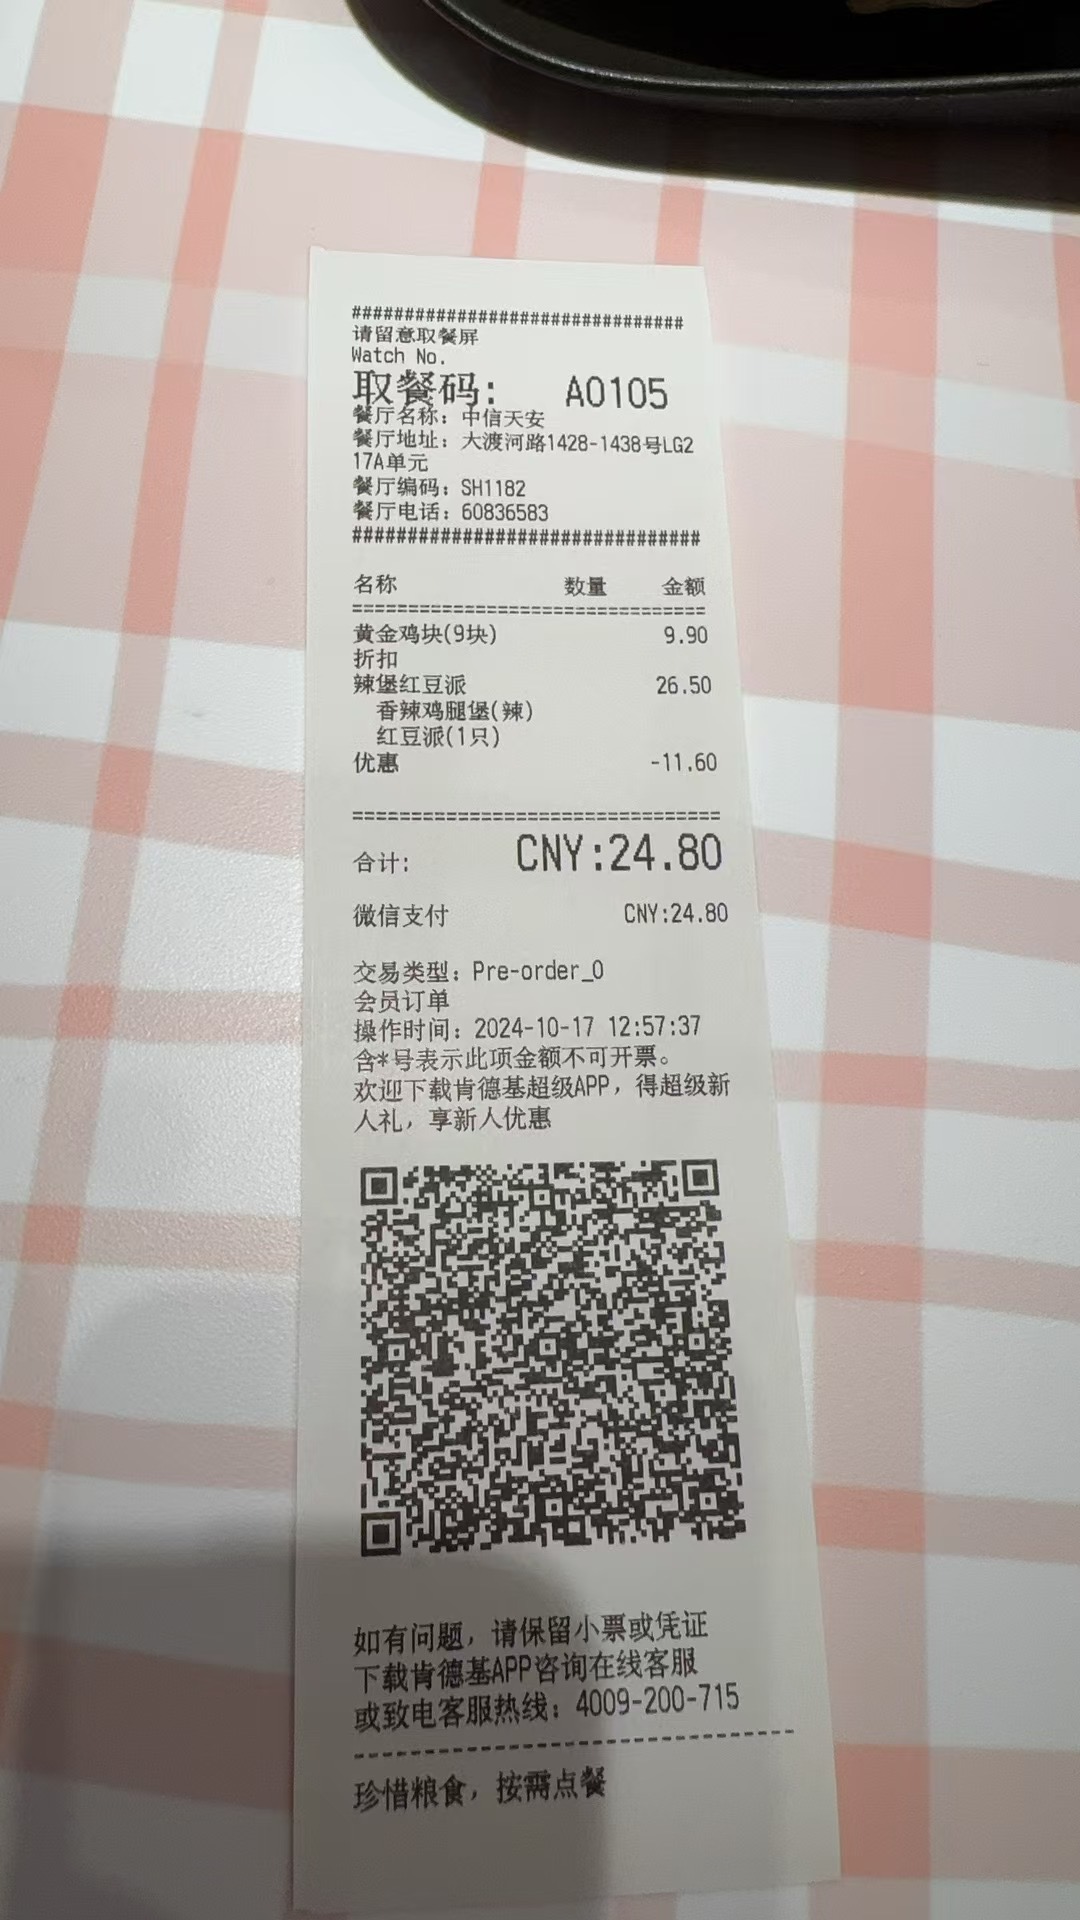 ################################
请留意取餐屏
Watch No.
取餐码: A0105
餐厅名称: 中信天安
餐厅地址: 大渡河路1428-1438号LG2
17A单元
餐厅编码: SH1182
餐厅电话: 60836583
################################
名称 数量 金额
================================
黄金鸡块(9块) 9.90
折扣
辣堡红豆派 26.50
香辣鸡腿堡(辣)
红豆派(1只)
优惠 -11.60
================================
合计: CNY:24.80
微信支付 CNY:24.80
交易类型: Pre-order_0
会员订单
操作时间: 2024-10-17 12:57:37
含*号表示此项金额不可开票。
欢迎下载肯德基超级APP, 得超级新
人礼, 享新人优惠
如有问题, 请保留小票或凭证
下载肯德基APP咨询在线客服
或致电客服热线: 4009-200-715
--------------------------------
珍惜粮食, 按需点餐